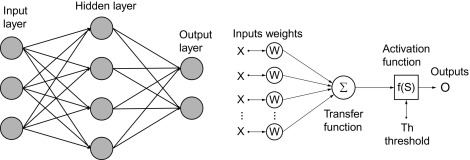 Input
layer
Hidden layer
Output
layer
Inputs weights
X W
X W
X W
⋮ ⋮
X W
Σ
Transfer
function
Activation
function
f(S)
Outputs
O
Th
threshold